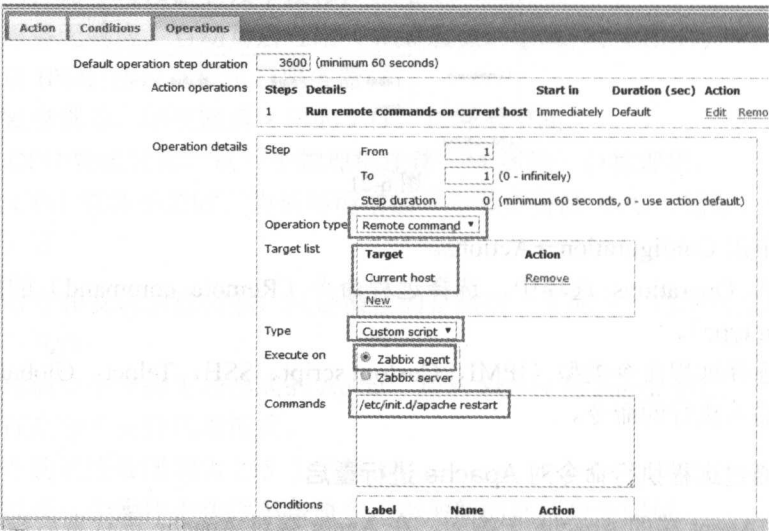 Action Conditions Operations
Default operation step duration 3600 (minimum 60 seconds)
Action operations Steps Details Start in Duration (sec) Action
1 Run remote commands on current host Immediately Default Edit Remo
Operation details Step From 1
To 1 (0 - infinitely)
Step duration 0 (minimum 60 seconds, 0 - use action default)
Operation type Remote command
Target list Target Action
Current host Remove
New
Type Custom script
Execute on Zabbix agent
Zabbix server
Commands /etc/init.d/apache restart
Conditions Label Name Action